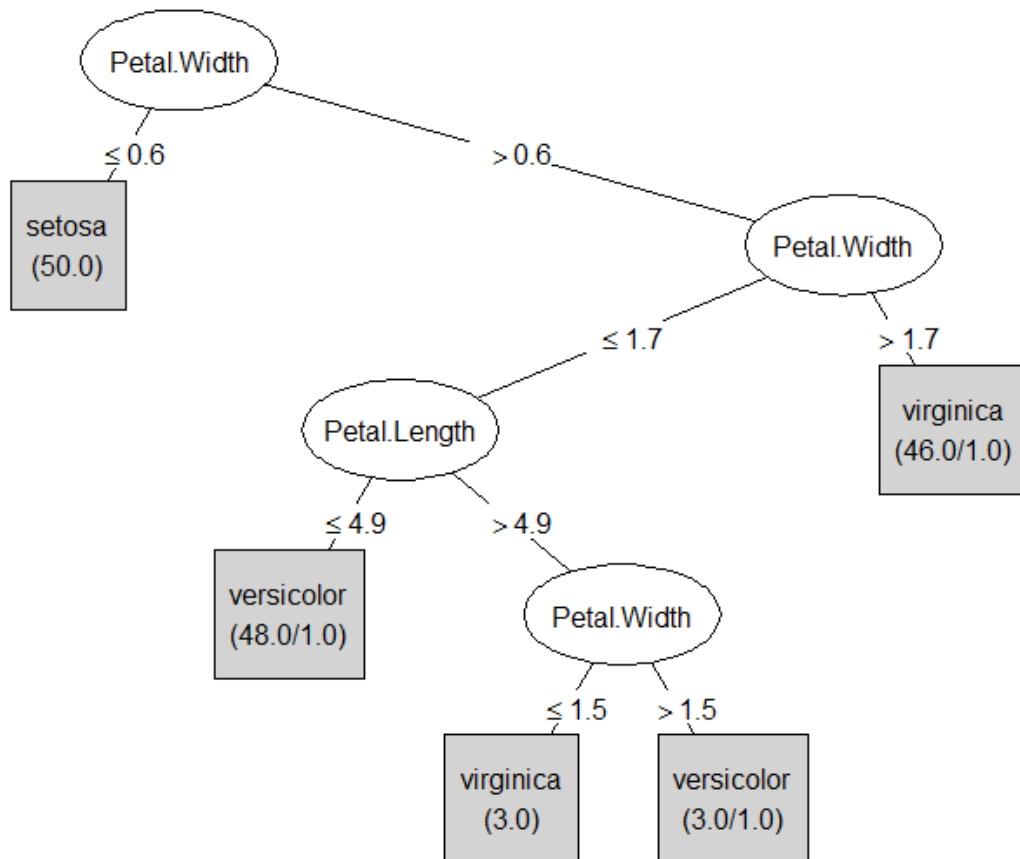 Petal.Width
≤ 0.6
> 0.6
setosa
(50.0)
Petal.Width
≤ 1.7
> 1.7
Petal.Length
virginica
(46.0/1.0)
≤ 4.9
> 4.9
versicolor
(48.0/1.0)
Petal.Width
≤ 1.5
> 1.5
virginica
(3.0)
versicolor
(3.0/1.0)